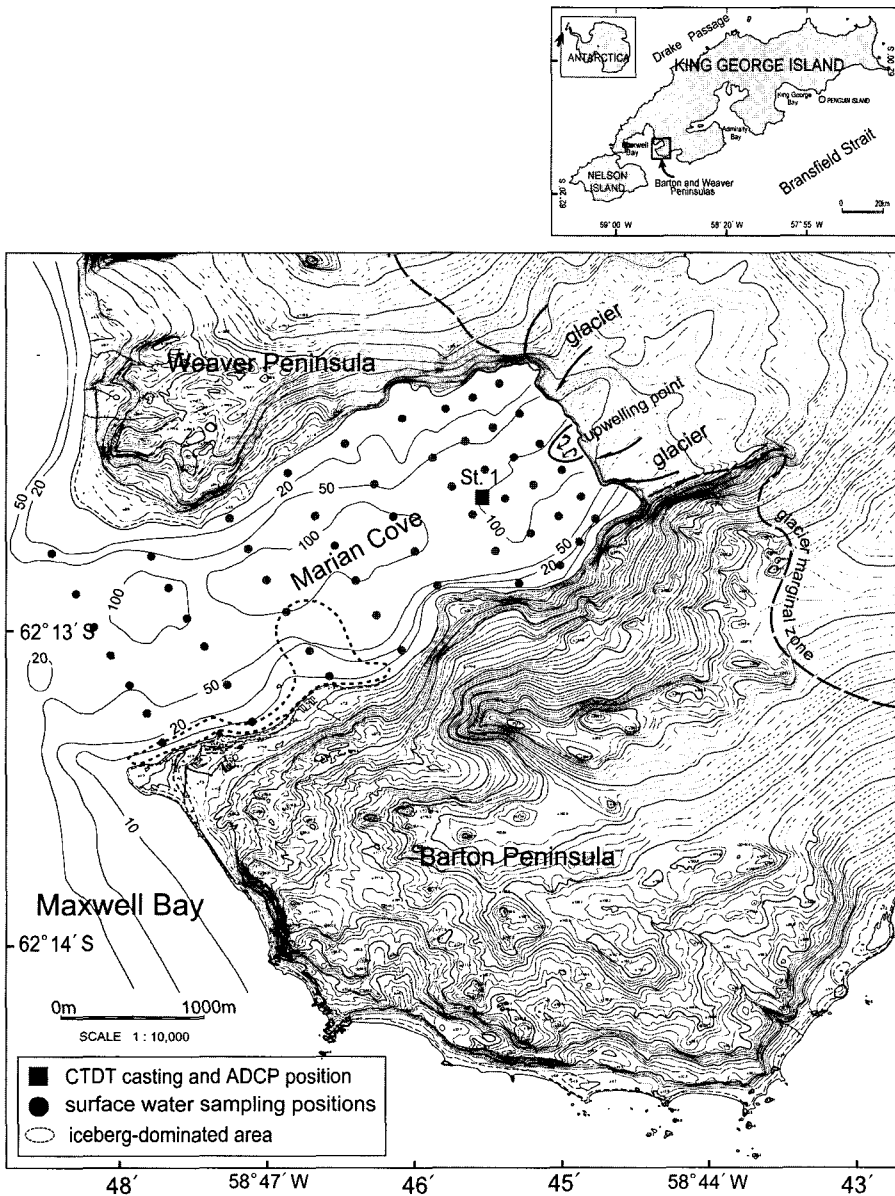 Drake Passage
ANTARCTICA
KING GEORGE ISLAND
62° 00' S
King George
Bay
PENGUIN ISLAND
Admiralty
Bay
Maxwell
Bay
NELSON
ISLAND
Barton and Weaver
Peninsulas
Bransfield Strait
62° 20' S
0 20km
59° 00' W
58° 20' W
57° 55' W
glacier
Weaver Peninsula
upwelling point
glacier
St. 1
50
20
20
50
100
100
Marian Cove
20
50
glacier marginal zone
100
62° 13' S
20
50
20
10
Barton Peninsula
Maxwell Bay
62° 14' S
0m 1000m
SCALE 1 : 10,000
CTDT casting and ADCP position
surface water sampling positions
iceberg-dominated area
48'
58° 47' W
46
45
58° 44' W
43'